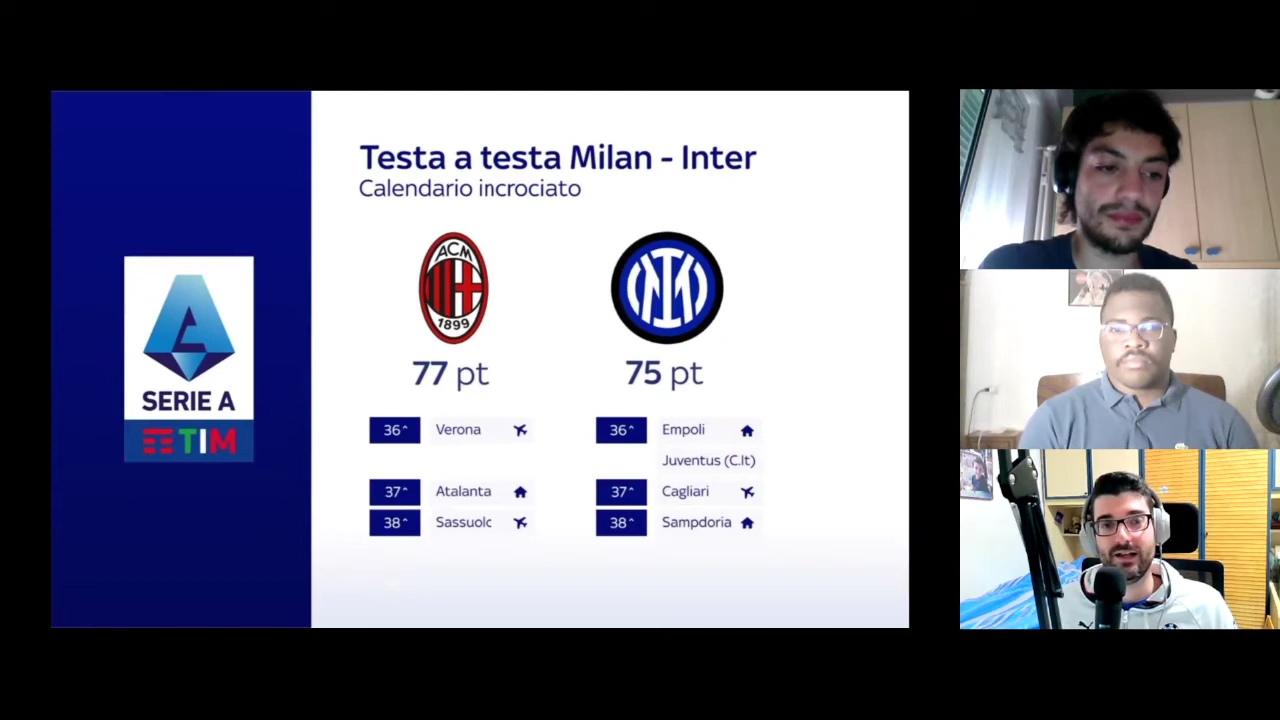 Testa a testa Milan - Inter
Calendario incrociato
ACM
1899
77 pt
75 pt
SERIE A
TIM
36^ Verona
36^ Empoli
Juventus (C.It)
37^ Atalanta
37^ Cagliari
38^ Sassuolo
38^ Sampdoria